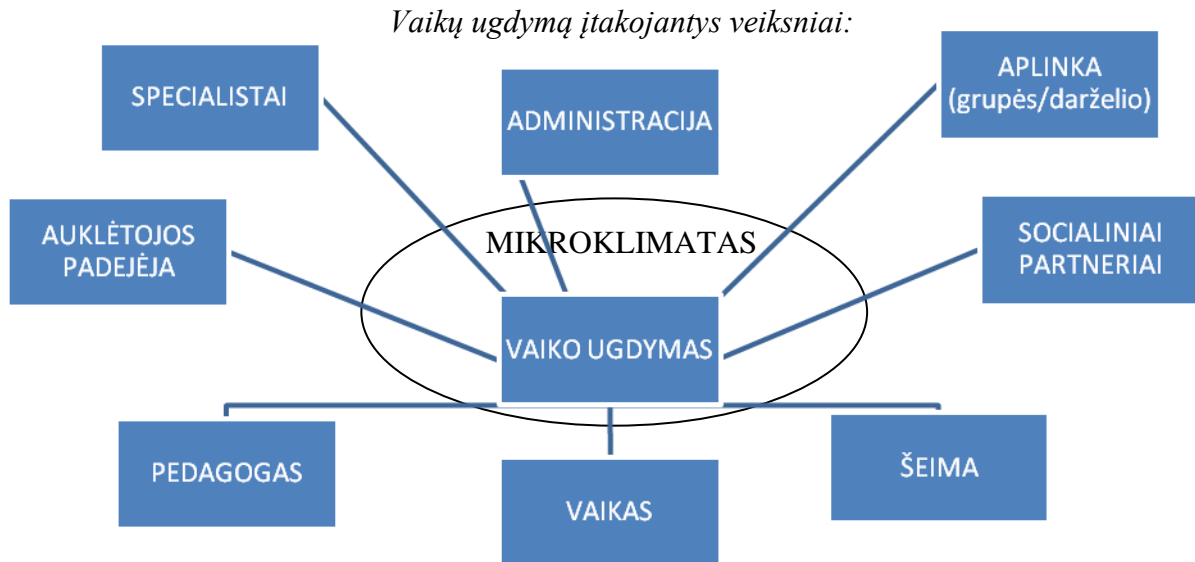 Vaikų ugdymą įtakojantys veiksniai:
SPECIALISTAI
ADMINISTRACIJA
APLINKA
(grupės/darželio)
AUKLĖTOJOS
PADEJĖJA
MIKROKLIMATAS
SOCIALINIAI
PARTNERIAI
VAIKO UGDYMAS
PEDAGOGAS
VAIKAS
ŠEIMA